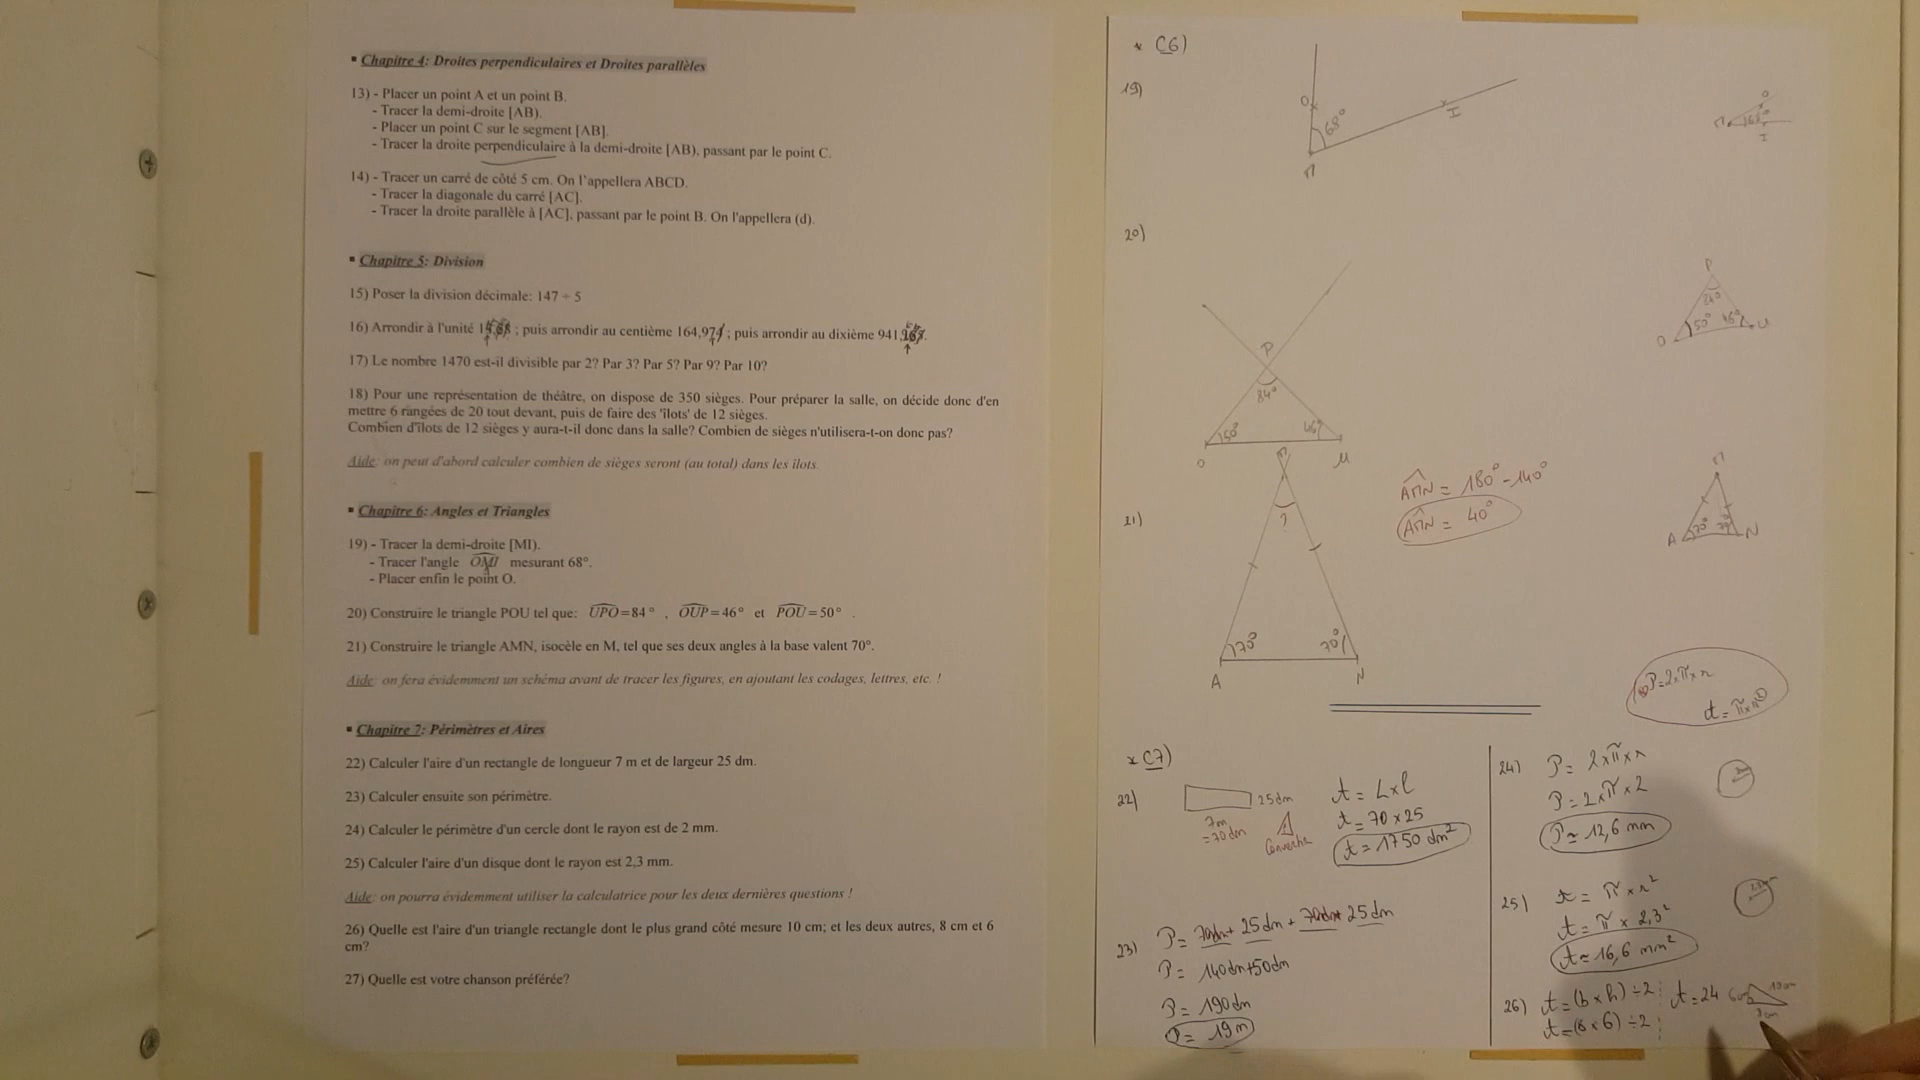 ▪ Chapitre 4: Droites perpendiculaires et Droites parallèles
13) - Placer un point A et un point B.
- Tracer la demi-droite [AB).
- Placer un point C sur le segment [AB].
- Tracer la droite perpendiculaire à la demi-droite [AB), passant par le point C.
14) - Tracer un carré de côté 5 cm. On l'appellera ABCD.
- Tracer la diagonale du carré [AC].
- Tracer la droite parallèle à [AC], passant par le point B. On l'appellera (d).
▪ Chapitre 5: Division
15) Poser la division décimale: 147 ÷ 5
16) Arrondir à l'unité ; puis arrondir au centième 164,974 ; puis arrondir au dixième
17) Le nombre 1470 est-il divisible par 2? Par 3? Par 5? Par 9? Par 10?
18) Pour une représentation de théâtre, on dispose de 350 sièges. Pour préparer la salle, on décide donc d'en
mettre 6 rangées de 20 tout devant, puis de faire des 'îlots' de 12 sièges.
Combien d'îlots de 12 sièges y aura-t-il donc dans la salle? Combien de sièges n'utilisera-t-on donc pas?
Aide: on peut d'abord calculer combien de sièges seront (au total) dans les îlots.
▪ Chapitre 6: Angles et Triangles
19) - Tracer la demi-droite [MI).
- Tracer l'angle OMI mesurant 68°.
- Placer enfin le point O.
20) Construire le triangle POU tel que: UPO=84° , OUP=46° et POU=50° .
21) Construire le triangle AMN, isocèle en M, tel que ses deux angles à la base valent 70°.
Aide: on fera évidemment un schéma avant de tracer les figures, en ajoutant les codages, lettres, etc. !
▪ Chapitre 7: Périmètres et Aires
22) Calculer l'aire d'un rectangle de longueur 7 m et de largeur 25 dm.
23) Calculer ensuite son périmètre.
24) Calculer le périmètre d'un cercle dont le rayon est de 2 mm.
25) Calculer l'aire d'un disque dont le rayon est 2,3 mm.
Aide: on pourra évidemment utiliser la calculatrice pour les deux dernières questions !
26) Quelle est l'aire d'un triangle rectangle dont le plus grand côté mesure 10 cm; et les deux autres, 8 cm et 6
cm?
27) Quelle est votre chanson préférée?
* C6)
19)
O
68°
I
M
O
M 68°
I
20)
P
84°
50° 46°
O U
P
84°
50° 46°
O U
21)
M
?
70° 70°
A N
AMN = 180° - 140°
AMN = 40°
M
70° 70°
A N
P = 2×π×r
A = π×r²
* C7)
22)
25dm
7m
= 70dm
A = L×l
A = 70×25
A = 1750 dm²
23) P = 70dm + 25dm + 70dm + 25dm
P = 140dm + 50dm
P = 190dm
P = 19m
24) P = 2×π×r
P = 2×π×2
P ≈ 12,6 mm
25) A = π×r²
A = π×2,3²
A ≈ 16,6 mm²
26) A = (b×h) ÷ 2 A = 24
A = (8×6) ÷ 2
6cm 10cm
8cm